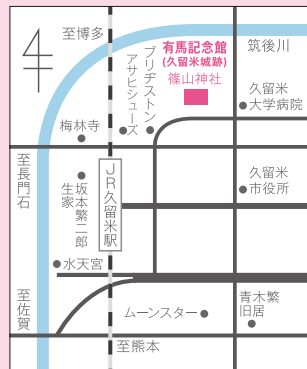 至博多
筑後川
有馬記念館
(久留米城跡)
篠山神社
ブリヂストン
アサヒシューズ
久留米
大学病院
梅林寺
至長門石
JR久留米駅
坂本繁二郎
生家
久留米
市役所
水天宮
至佐賀
ムーンスター
青木繁
旧居
至熊本